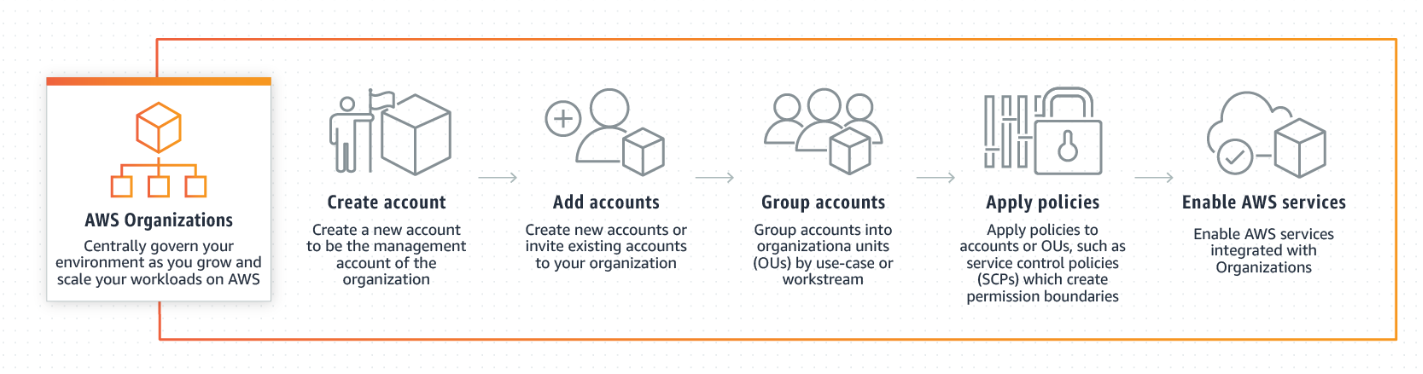 AWS Organizations
Centrally govern your
environment as you grow and
scale your workloads on AWS
Create account
Create a new account
to be the management
account of the
organization
Add accounts
Create new accounts or
invite existing accounts
to your organization
Group accounts
Group accounts into
organizationa units
(OUs) by use-case or
workstream
Apply policies
Apply policies to
accounts or OUs, such as
service control policies
(SCPs) which create
permission boundaries
Enable AWS services
Enable AWS services
integrated with
Organizations